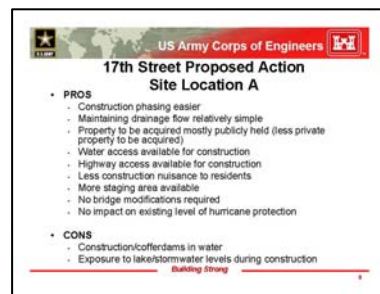 US Army Corps of Engineers
17th Street Proposed Action
Site Location A
• PROS
- Construction phasing easier
- Maintaining drainage flow relatively simple
- Property to be acquired mostly publicly held (less private
property to be acquired)
- Water access available for construction
- Highway access available for construction
- Less construction nuisance to residents
- More staging area available
- No bridge modifications required
- No impact on existing level of hurricane protection
• CONS
- Construction/cofferdams in water
- Exposure to lake/stormwater levels during construction
Building Strong